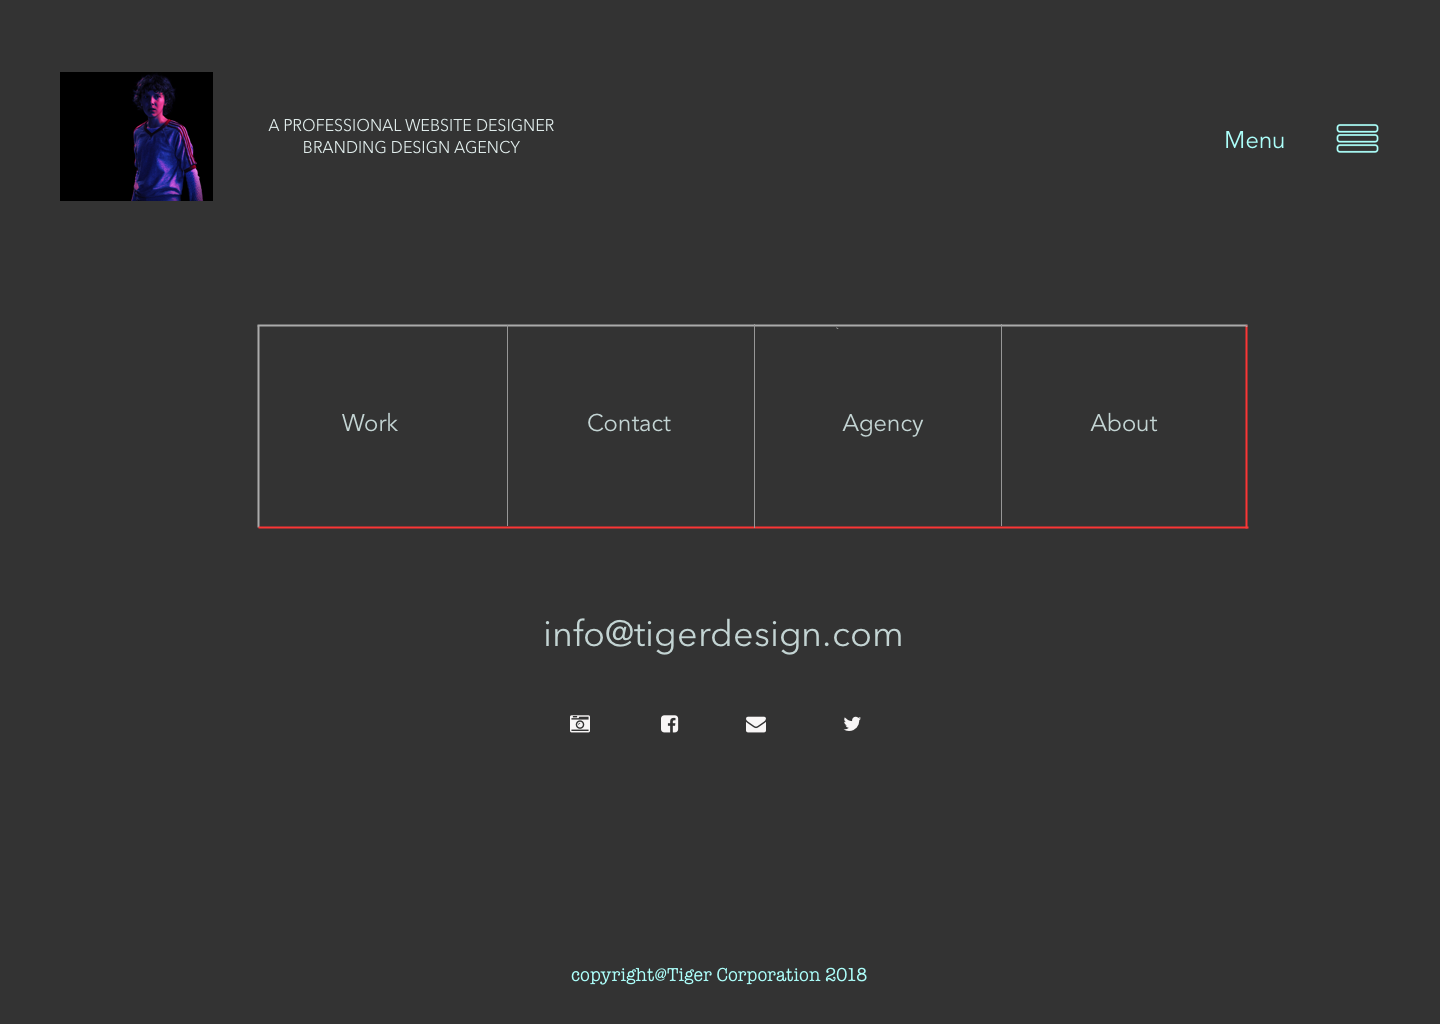 A PROFESSIONAL WEBSITE DESIGNER
BRANDING DESIGN AGENCY
Menu
Work
Contact
Agency
About
info@tigerdesign.com
copyright@Tiger Corporation 2018